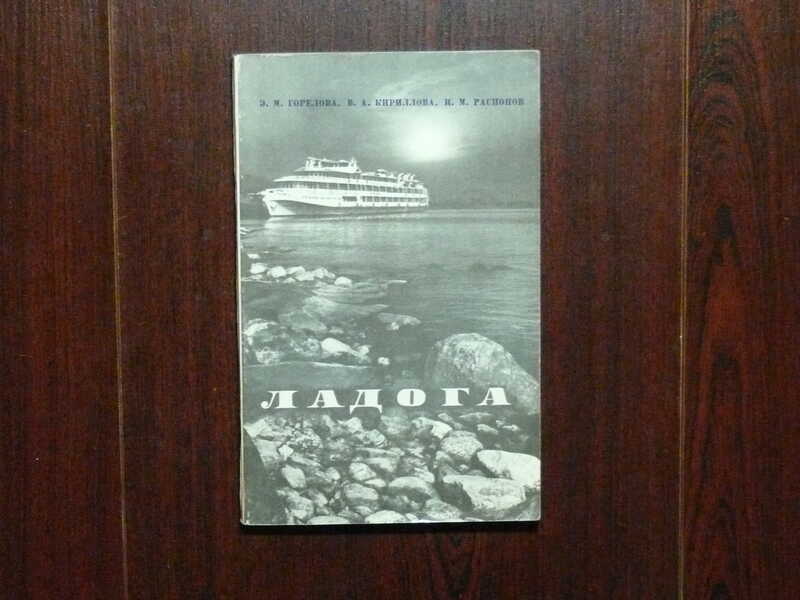 Э. М. ГОРЕЛОВА, В. А. КИРИЛЛОВА, И. М. РАСПОПОВ
ЛАДОГА